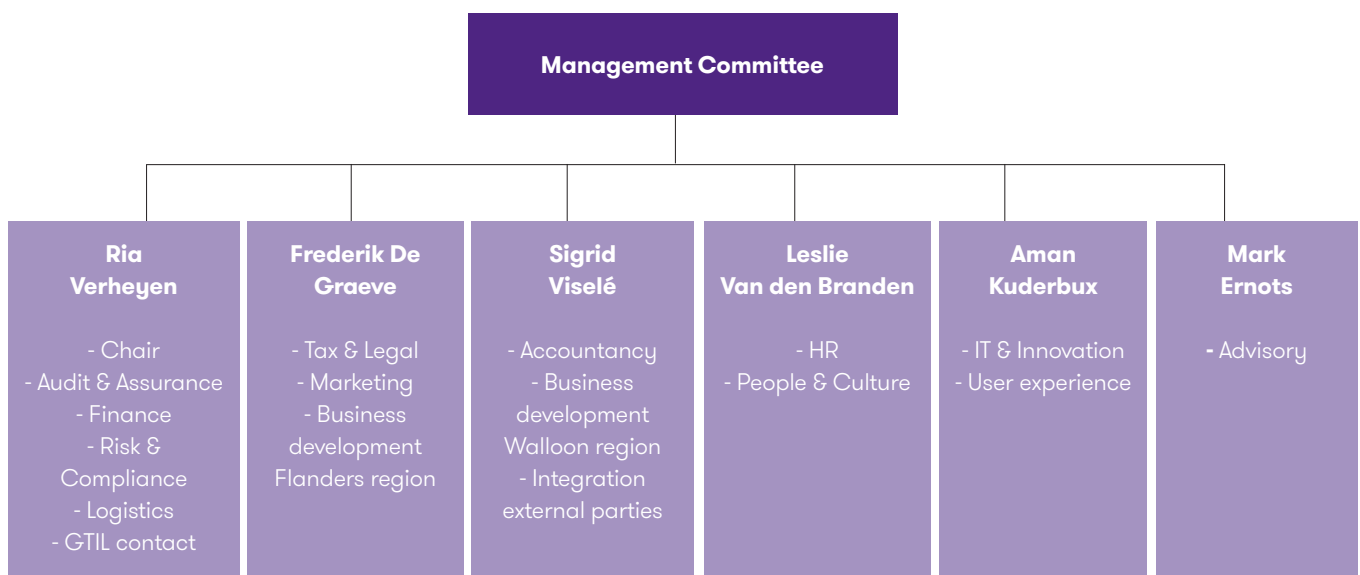 Management Committee
Ria
Verheyen
- Chair
- Audit & Assurance
- Finance
- Risk &
Compliance
- Logistics
- GTIL contact
Frederik De
Graeve
- Tax & Legal
- Marketing
- Business
development
Flanders region
Sigrid
Viselé
- Accountancy
- Business
development
Walloon region
- Integration
external parties
Leslie
Van den Branden
- HR
- People & Culture
Aman
Kuderbux
- IT & Innovation
- User experience
Mark
Ernots
- Advisory